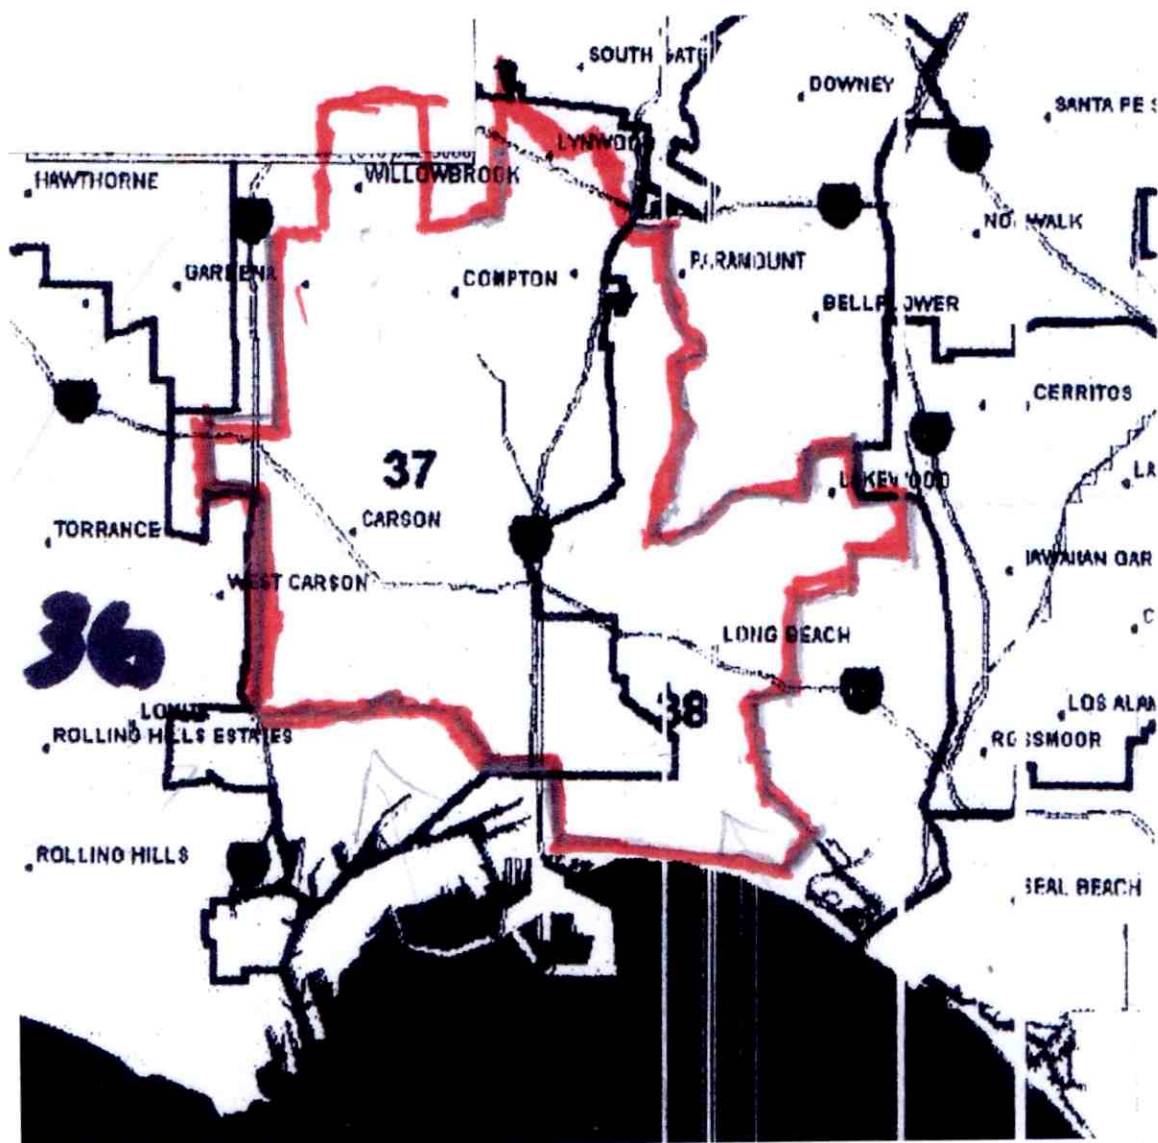 SOUTH GATE
DOWNEY
SANTA FE S
LYNWOOD
HAWTHORNE
WILLOWBROOK
NORWALK
GARDENA
COMPTON
PARAMOUNT
BELLFLOWER
CERRITOS
37
LAKEWOOD
LA
CARSON
TORRANCE
HAWAIIAN GAR
WEST CARSON
36
LONG BEACH
C
38
LOMITA
LOS ALAM
ROLLING HILLS ESTATES
ROSSMOOR
ROLLING HILLS
SEAL BEACH